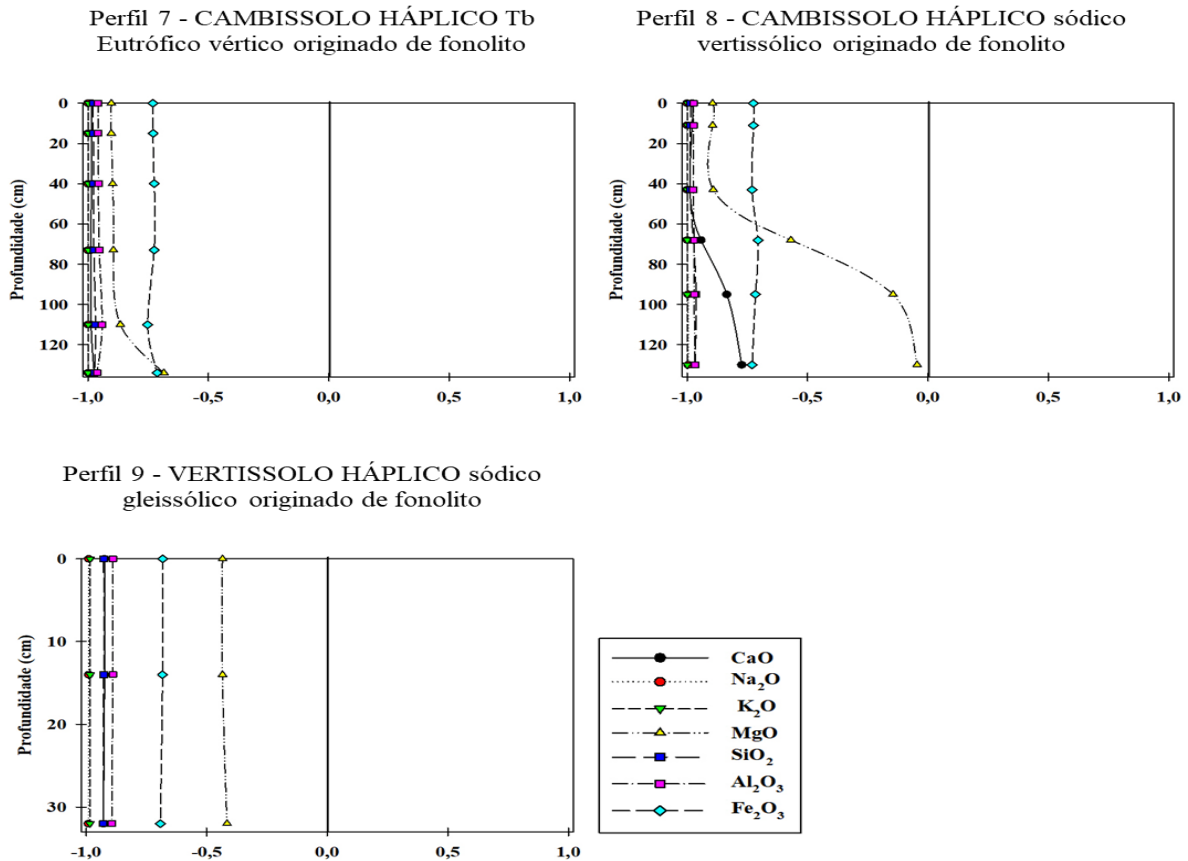 Perfil 7 - CAMBISSOLO HÁPLICO Tb
Eutrófico vértico originado de fonolito
Profundidade (cm)
0
20
40
60
80
100
120
-1,0 -0,5 0,0 0,5 1,0
Perfil 8 - CAMBISSOLO HÁPLICO sódico
vertissólico originado de fonolito
Profundidade (cm)
0
20
40
60
80
100
120
-1,0 -0,5 0,0 0,5 1,0
Perfil 9 - VERTISSOLO HÁPLICO sódico
gleissólico originado de fonolito
Profundidade (cm)
0
10
20
30
-1,0 -0,5 0,0 0,5 1,0
CaO
Na₂O
K₂O
MgO
SiO₂
Al₂O₃
Fe₂O₃